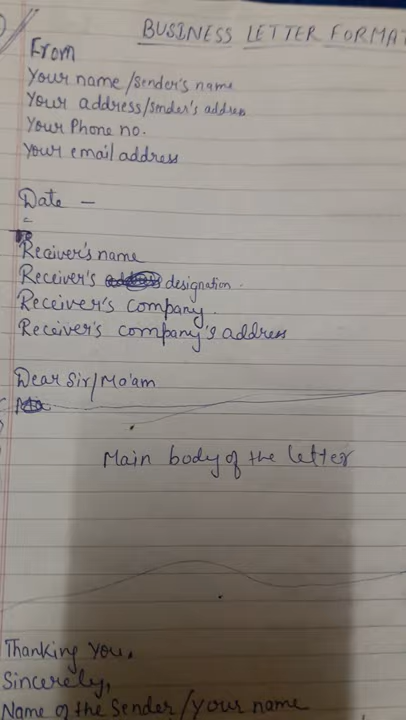 BUSINESS LETTER FORMAT
From
Your name/Sender's name
Your address/sender's address
Your Phone no.
Your email address
Date —
To
Receiver's name
Receiver's designation.
Receiver's company.
Receiver's company's address
Dear Sir/Ma'am
Main body of the letter
Thanking You,
Sincerely,
Name of the Sender/Your name